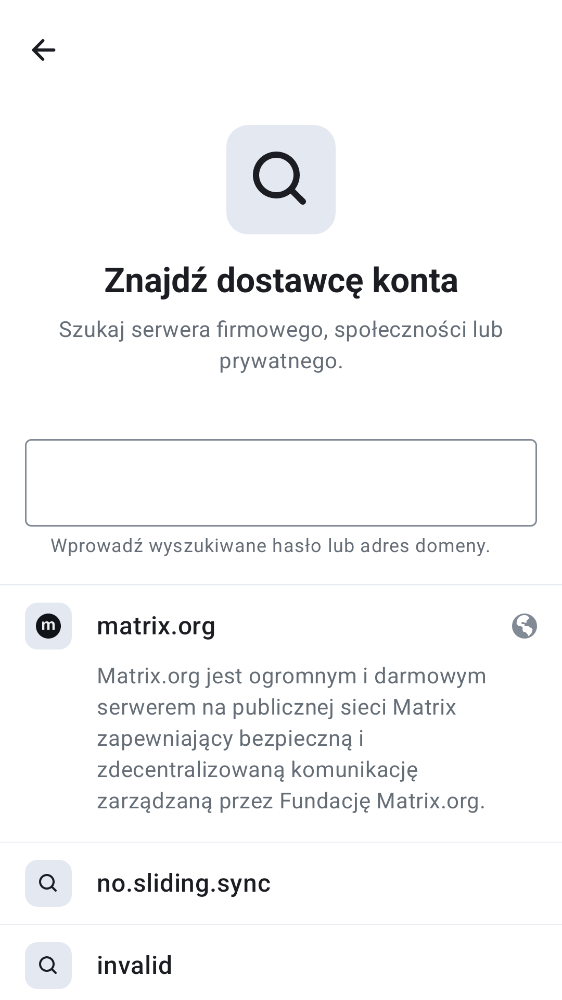 Znajdź dostawcę konta
Szukaj serwera firmowego, społeczności lub
prywatnego.
Wprowadź wyszukiwane hasło lub adres domeny.
m
matrix.org
Matrix.org jest ogromnym i darmowym
serwerem na publicznej sieci Matrix
zapewniający bezpieczną i
zdecentralizowaną komunikację
zarządzaną przez Fundację Matrix.org.
no.sliding.sync
invalid